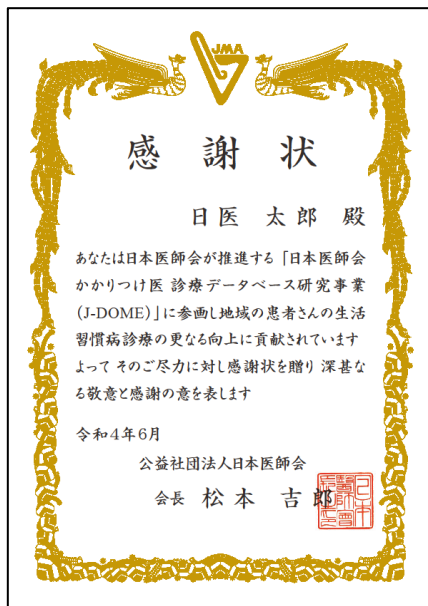 JMA
感謝状
日医 太郎 殿
あなたは日本医師会が推進する「日本医師会
かかりつけ医 診療データベース研究事業
(J-DOME)」に参画し地域の患者さんの生活
習慣病診療の更なる向上に貢献されています
よって そのご尽力に対し感謝状を贈り 深甚な
る敬意と感謝の意を表します
令和4年6月
公益社団法人日本医師会
会長 松本 吉郎